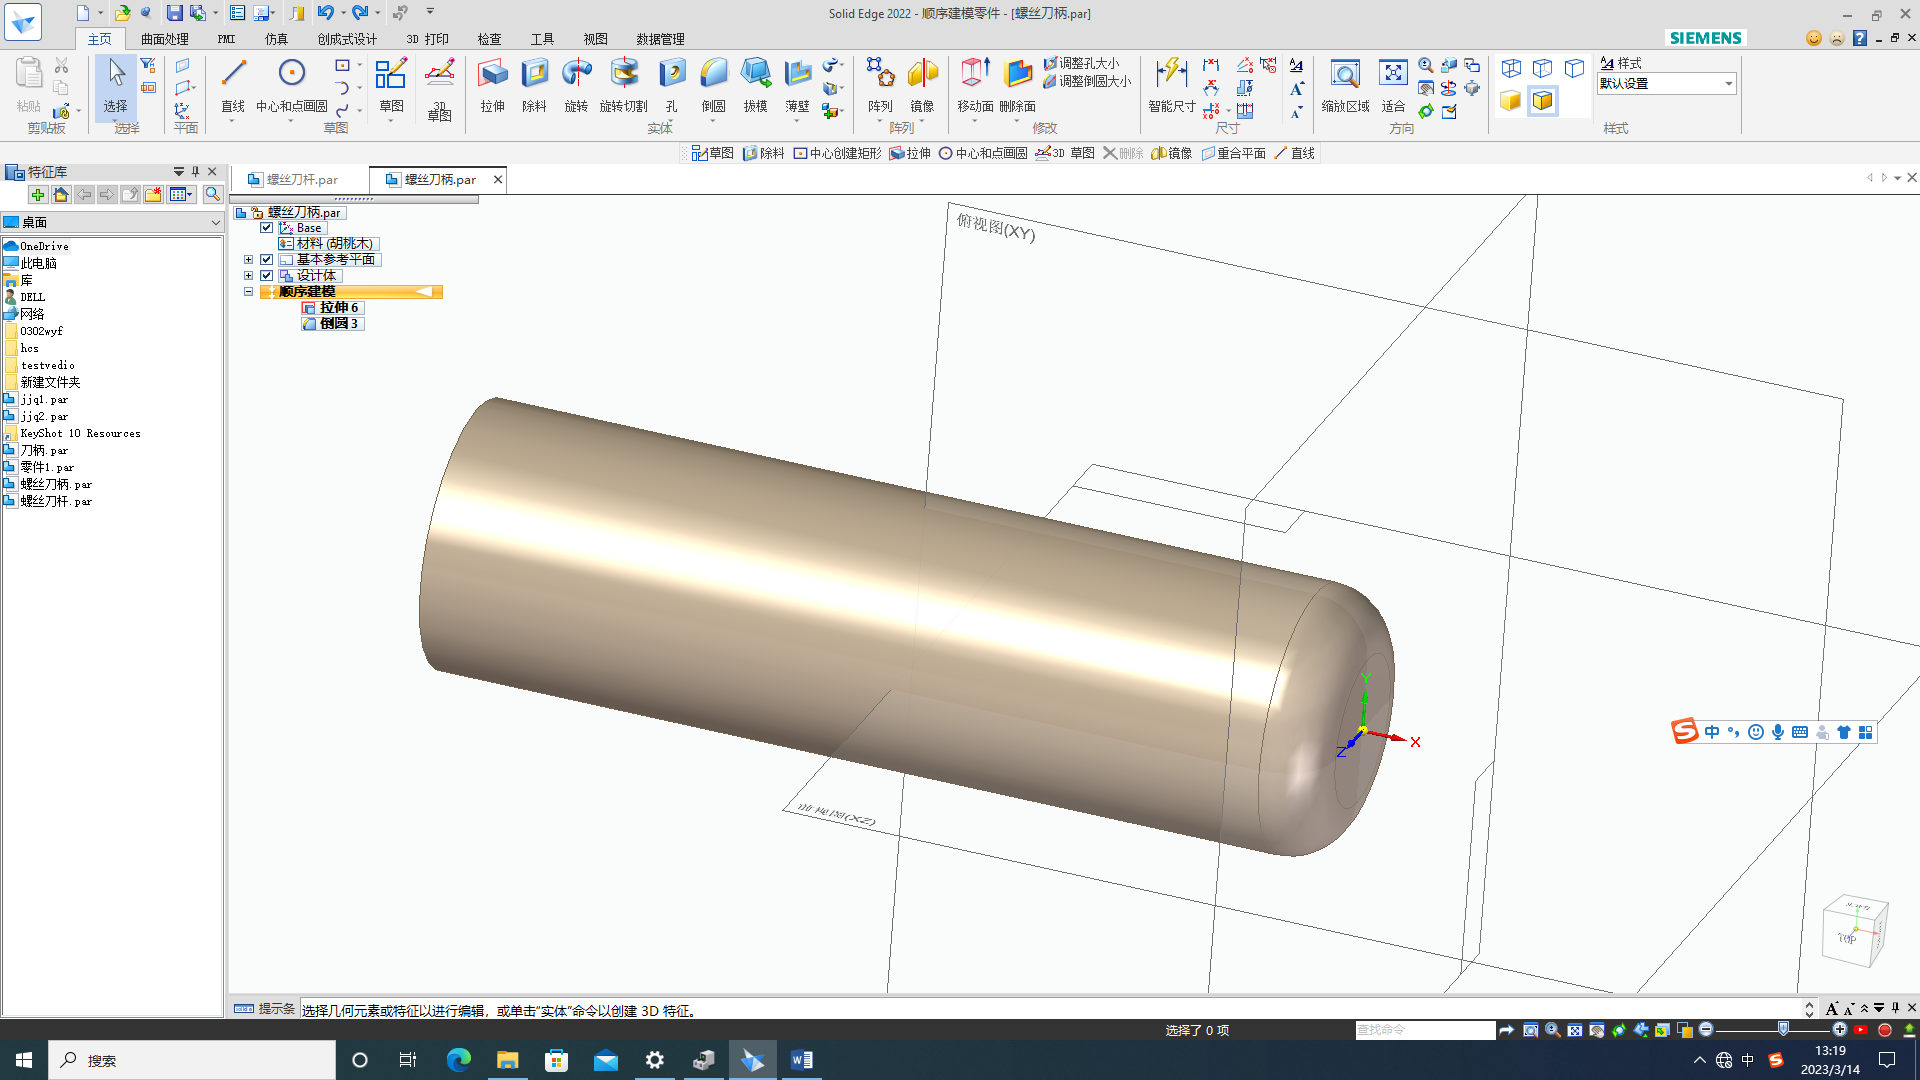 Solid Edge 2022 - 顺序建模零件 - [螺丝刀柄.par]
主页 曲面处理 PMI 仿真 创成式设计 3D 打印 检查 工具 视图 数据管理
SIEMENS
粘贴 选择 直线 中心和点画圆 草图 3D 草图 拉伸 除料 旋转 旋转切割 孔 倒圆 拔模 薄壁 阵列 镜像 移动面 删除面 调整孔大小 调整倒圆大小 智能尺寸 缩放区域 适合 样式
默认设置
剪贴板 选择 平面 草图 实体 阵列 修改 尺寸 方向 样式
草图 除料 中心创建矩形 拉伸 中心和点画圆 3D 草图 删除 镜像 重合平面 直线
特征库
桌面
OneDrive
此电脑
库
DELL
网络
0302wyf
hcs
testvedio
新建文件夹
jjq1.par
jjq2.par
KeyShot 10 Resources
刀柄.par
零件1.par
螺丝刀柄.par
螺丝刀杆.par
螺丝刀杆.par 螺丝刀柄.par
螺丝刀柄.par
Base
材料 (胡桃木)
基本参考平面
设计体
顺序建模
拉伸 6
倒圆 3
俯视图(XY)
前视图(XZ)
Y
X
Z
中
TOP
提示条 选择几何元素或特征以进行编辑，或单击“实体”命令以创建 3D 特征。
选择了 0 项 查找命令
搜索
中
13:19
2023/3/14